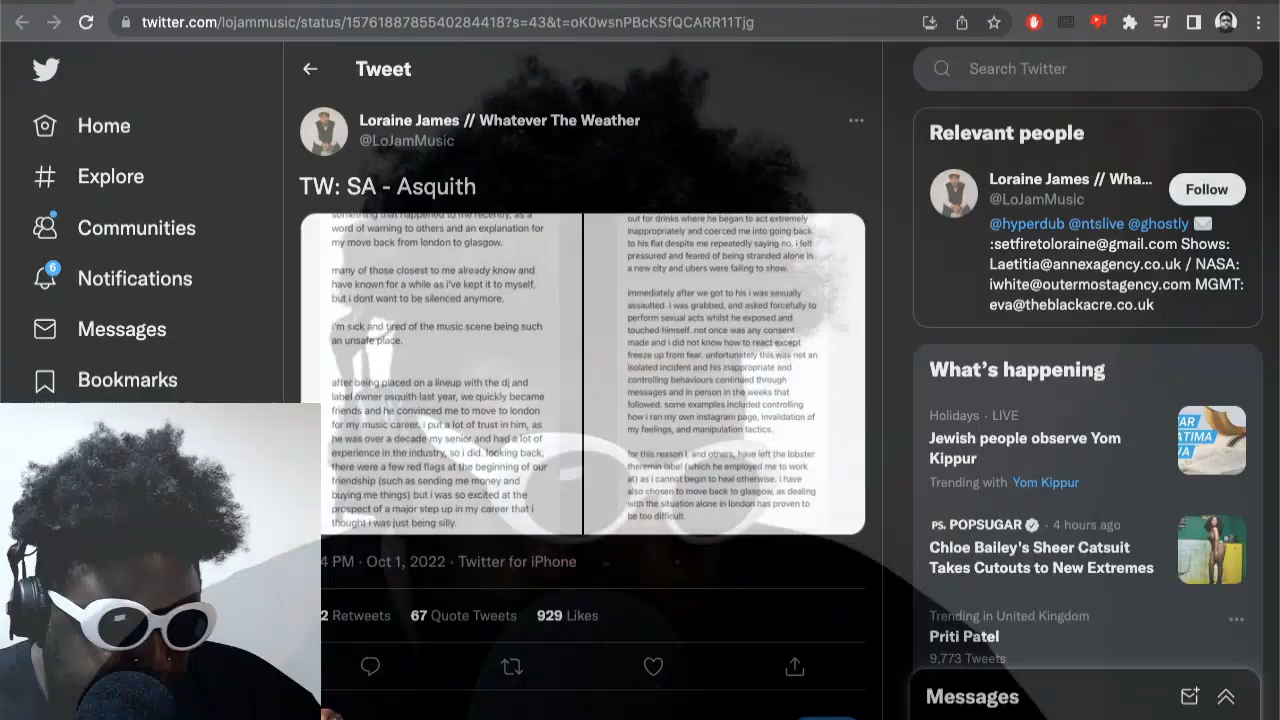 twitter.com/lojammusic/status/1576188785540284418?s=43&t=oK0wsnPBcKSfQCARR11Tjg
Home
Explore
Communities
6
Notifications
Messages
Bookmarks
Tweet
Loraine James // Whatever The Weather
@LoJamMusic
TW: SA - Asquith
something that happened to me recently, as a
word of warning to others and an explanation for
my move back from london to glasgow.
many of those closest to me already know and
have known for a while as i've kept it to myself,
but i dont want to be silenced anymore.
i'm sick and tired of the music scene being such
an unsafe place.
after being placed on a lineup with the dj and
label owner asquith last year, we quickly became
friends and he convinced me to move to london
for my music career. i put a lot of trust in him, as
he was over a decade my senior and had a lot of
experience in the industry, so i did. looking back,
there were a few red flags at the beginning of our
friendship (such as sending me money and
buying me things) but i was so excited at the
prospect of a major step up in my career that i
thought i was just being silly.
out for drinks where he began to act extremely
inappropriately and coerced me into going back
to his flat despite me repeatedly saying no. i felt
pressured and feared of being stranded alone in
a new city and ubers were failing to show.
immediately after we got to his i was sexually
assaulted. i was grabbed, and asked forcefully to
perform sexual acts whilst he exposed and
touched himself. not once was any consent
made and i did not know how to react except
freeze up from fear. unfortunately this was not an
isolated incident and his inappropriate and
controlling behaviours continued through
messages and in person in the weeks that
followed. some examples included controlling
how i ran my own instagram page, invalidation of
my feelings, and manipulation tactics.
for this reason i, and others, have left the lobster
theremin label (which he employed me to work
at) as i cannot begin to heal otherwise. i have
also chosen to move back to glasgow, as dealing
with the situation alone in london has proven to
be too difficult.
4 PM · Oct 1, 2022 · Twitter for iPhone
2 Retweets 67 Quote Tweets 929 Likes
Search Twitter
Relevant people
Loraine James // Wha...
@LoJamMusic
Follow
@hyperdub @ntslive @ghostly
:setfiretoloraine@gmail.com Shows:
Laetitia@annexagency.co.uk / NASA:
iwhite@outermostagency.com MGMT:
eva@theblackacre.co.uk
What's happening
Holidays · LIVE
Jewish people observe Yom
Kippur
Trending with Yom Kippur
PS. POPSUGAR · 4 hours ago
Chloe Bailey's Sheer Catsuit
Takes Cutouts to New Extremes
Trending in United Kingdom
Priti Patel
9,773 Tweets
Messages